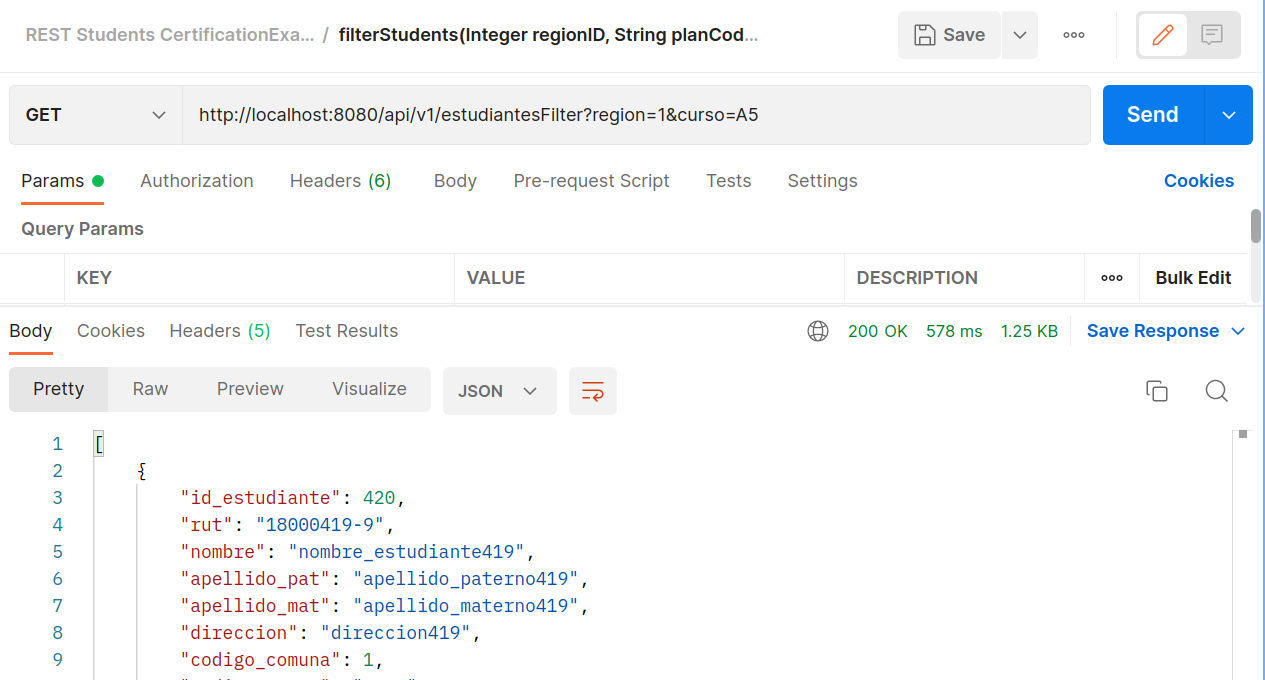 REST Students CertificationExa... / filterStudents(Integer regionID, String planCod...
Save
GET
http://localhost:8080/api/v1/estudiantesFilter?region=1&curso=A5
Send
Params Authorization Headers (6) Body Pre-request Script Tests Settings Cookies
Query Params
KEY VALUE DESCRIPTION Bulk Edit
Body Cookies Headers (5) Test Results 200 OK 578 ms 1.25 KB Save Response
Pretty Raw Preview Visualize JSON
1 [
2 {
3 "id_estudiante": 420,
4 "rut": "18000419-9",
5 "nombre": "nombre_estudiante419",
6 "apellido_pat": "apellido_paterno419",
7 "apellido_mat": "apellido_materno419",
8 "direccion": "direccion419",
9 "codigo_comuna": 1,